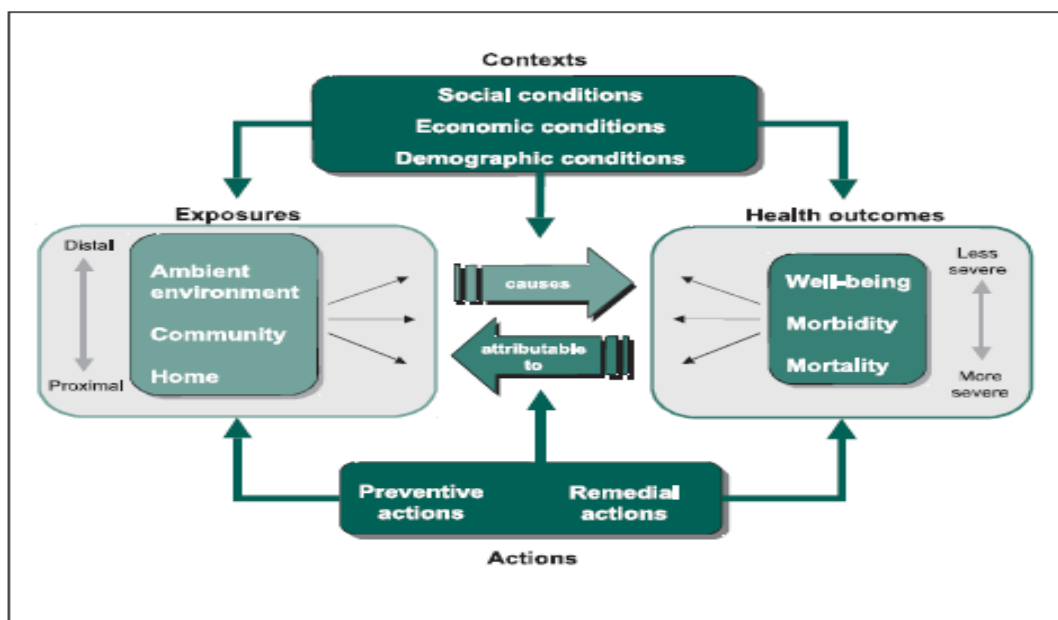 Contexts
Social conditions
Economic conditions
Demographic conditions
Exposures
Health outcomes
Distal
Proximal
Ambient
environment
Community
Home
causes
attributable
to
Well-being
Morbidity
Mortality
Less
severe
More
severe
Preventive
actions
Remedial
actions
Actions